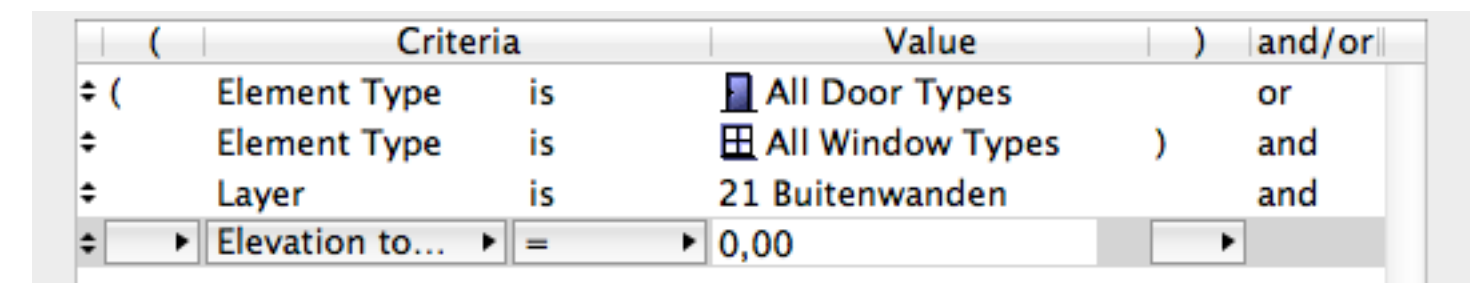 ( Criteria Value ) and/or
( Element Type is All Door Types or
Element Type is All Window Types ) and
Layer is 21 Buitenwanden and
Elevation to... = 0,00